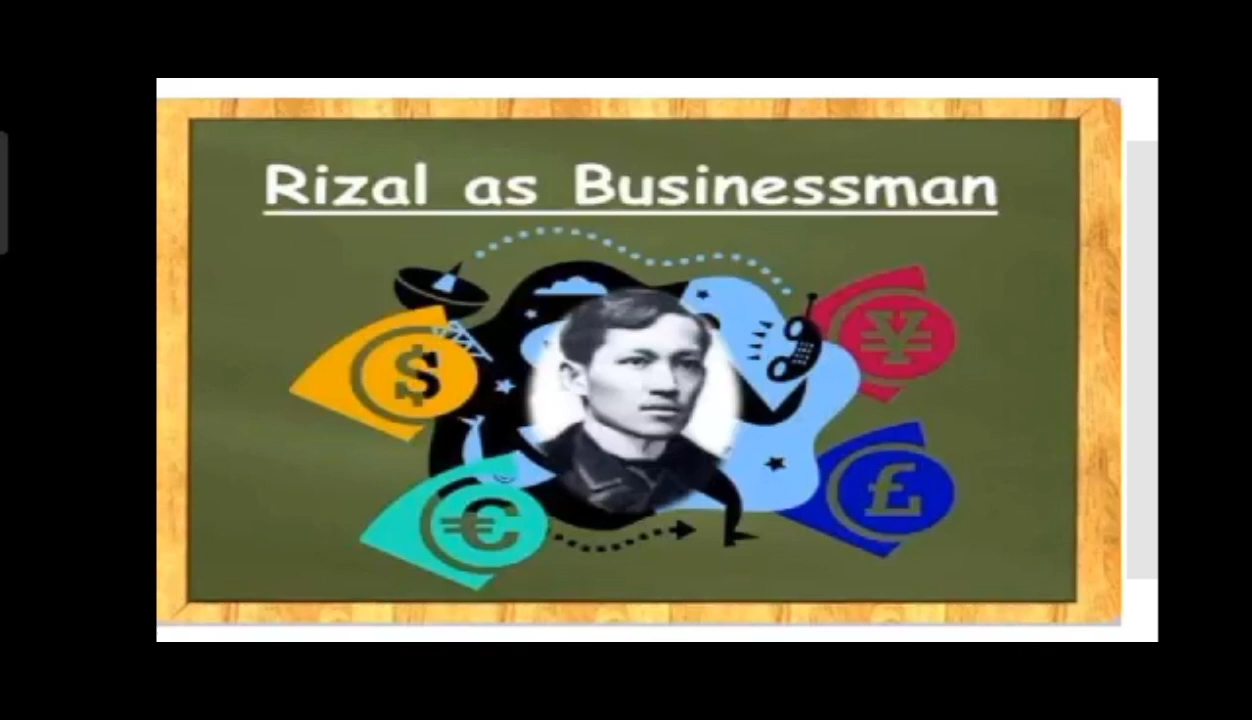 Rizal as Businessman
$
¥
€
£